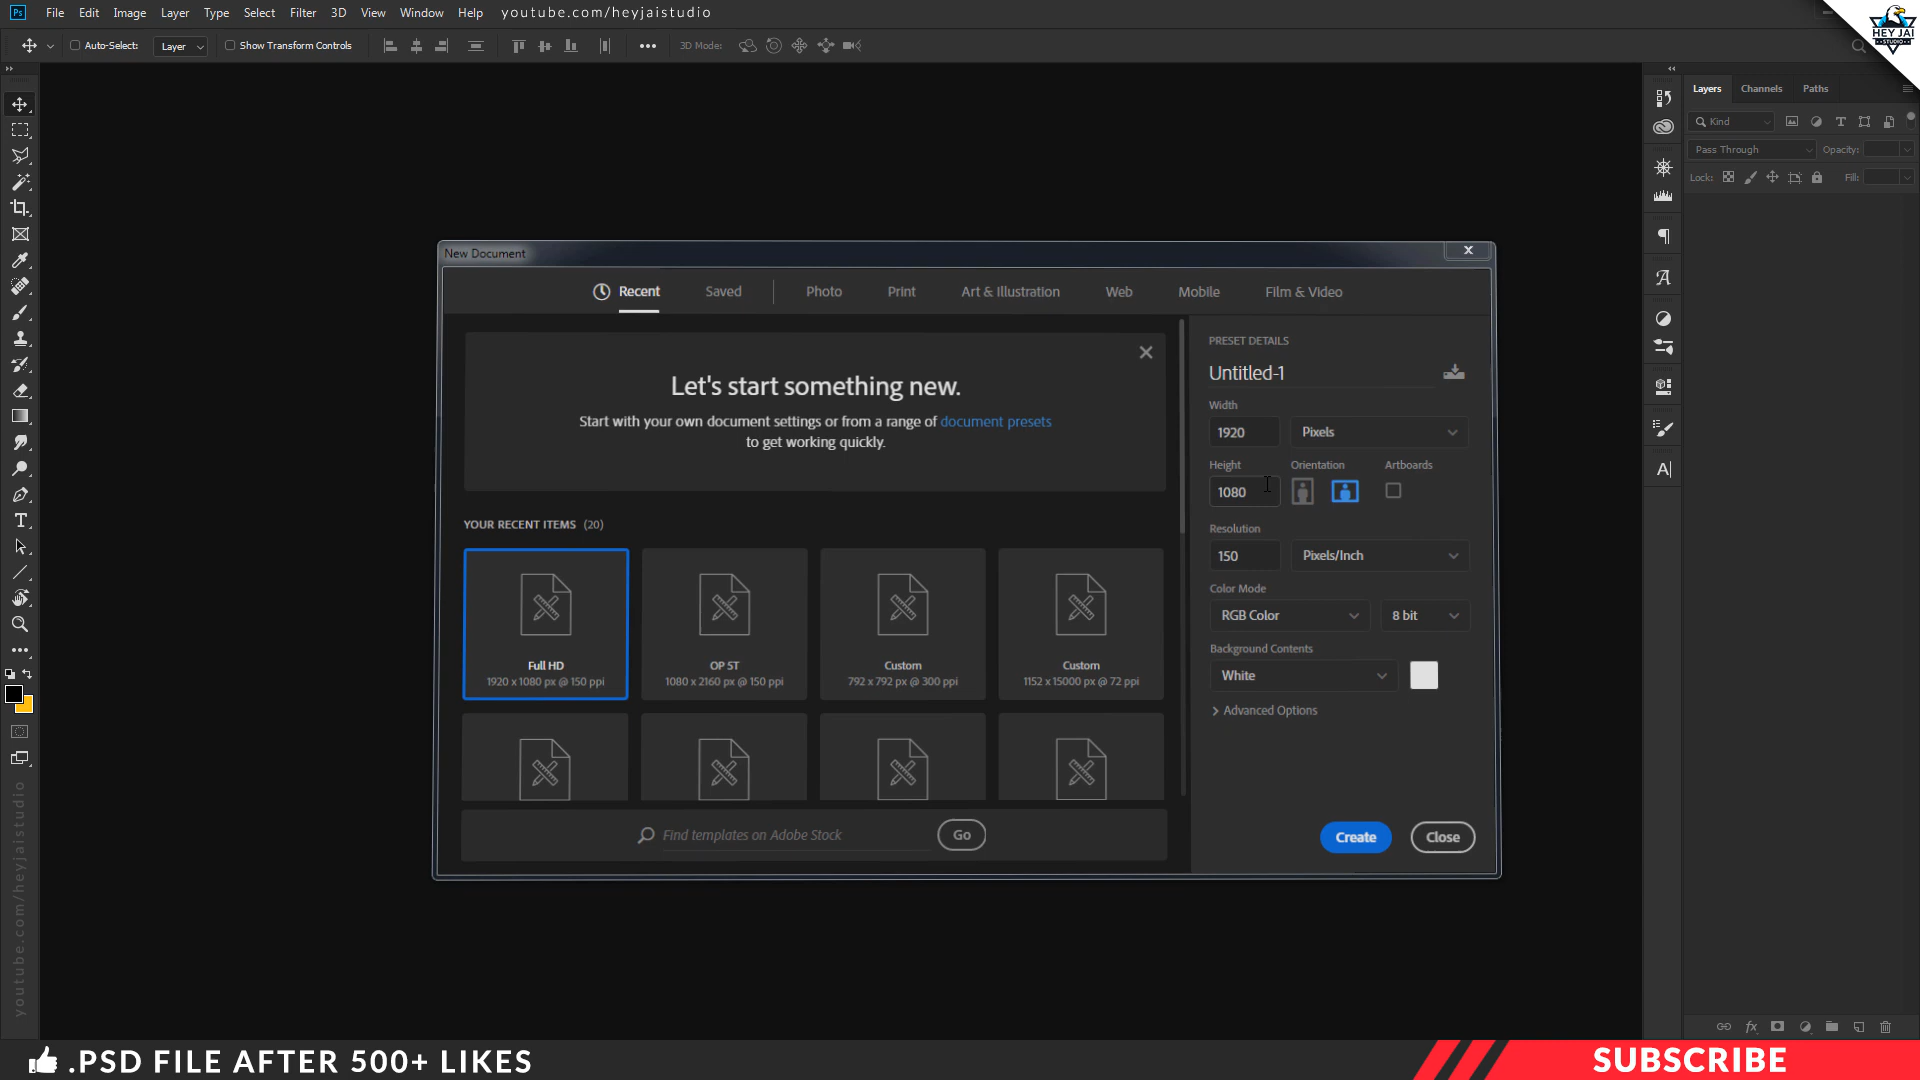 Ps File Edit Image Layer Type Select Filter 3D View Window Help youtube.com/heyjaistudio
HEY JAI
STUDIO
Auto-Select: Layer Show Transform Controls 3D Mode:
Layers Channels Paths
Kind
Pass Through Opacity:
Lock: Fill:
New Document
Recent Saved Photo Print Art & Illustration Web Mobile Film & Video
Let's start something new.
Start with your own document settings or from a range of document presets
to get working quickly.
YOUR RECENT ITEMS (20)
Full HD
1920 x 1080 px @ 150 ppi
OP 5T
1080 x 2160 px @ 150 ppi
Custom
792 x 792 px @ 300 ppi
Custom
1152 x 15000 px @ 72 ppi
Find templates on Adobe Stock Go
PRESET DETAILS
Untitled-1
Width
1920 Pixels
Height Orientation Artboards
1080
Resolution
150 Pixels/Inch
Color Mode
RGB Color 8 bit
Background Contents
White
Advanced Options
Create Close
youtube.com/heyjaistudio
.PSD FILE AFTER 500+ LIKES
SUBSCRIBE